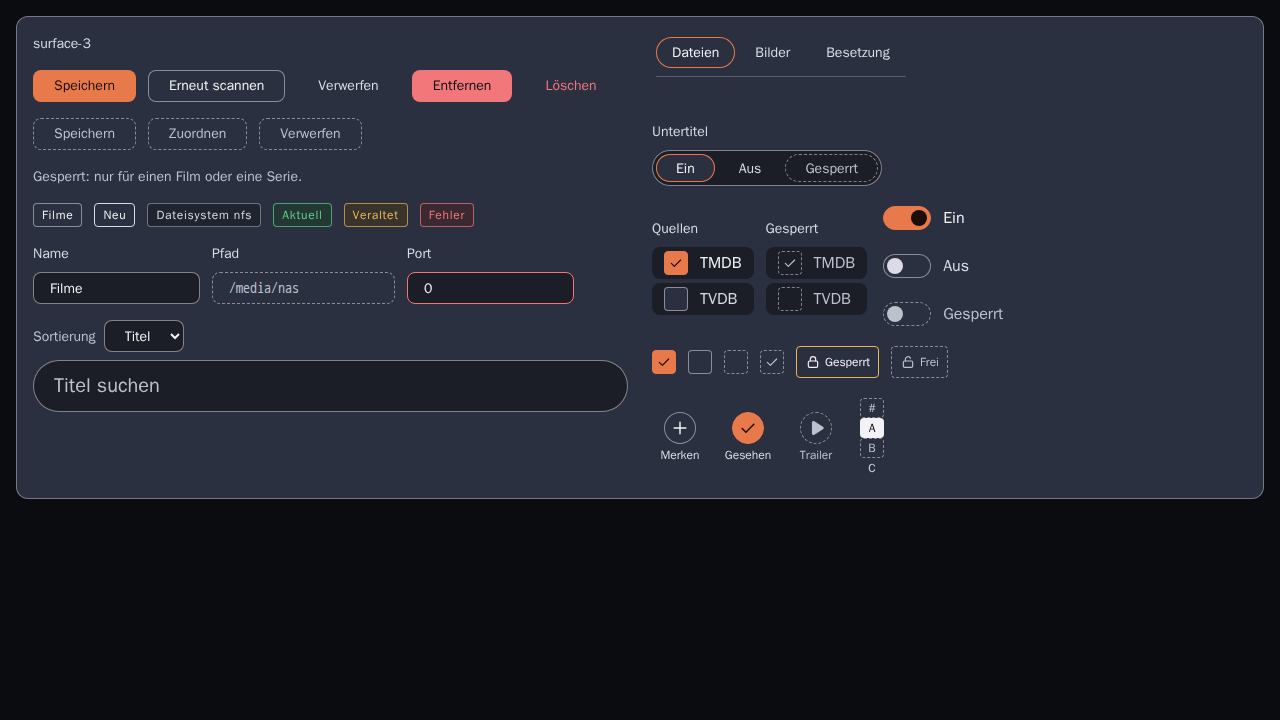 surface-3
Speichern Erneut scannen Verwerfen Entfernen Löschen
Speichern Zuordnen Verwerfen
Gesperrt: nur für einen Film oder eine Serie.
Filme Neu Dateisystem nfs Aktuell Veraltet Fehler
Name Pfad Port
Filme /media/nas 0
Sortierung Titel
Titel suchen
Dateien Bilder Besetzung
Untertitel
Ein Aus Gesperrt
Quellen Gesperrt
TMDB TMDB
TVDB TVDB
Ein
Aus
Gesperrt
Gesperrt Frei
Merken Gesehen Trailer
#
A
B
C